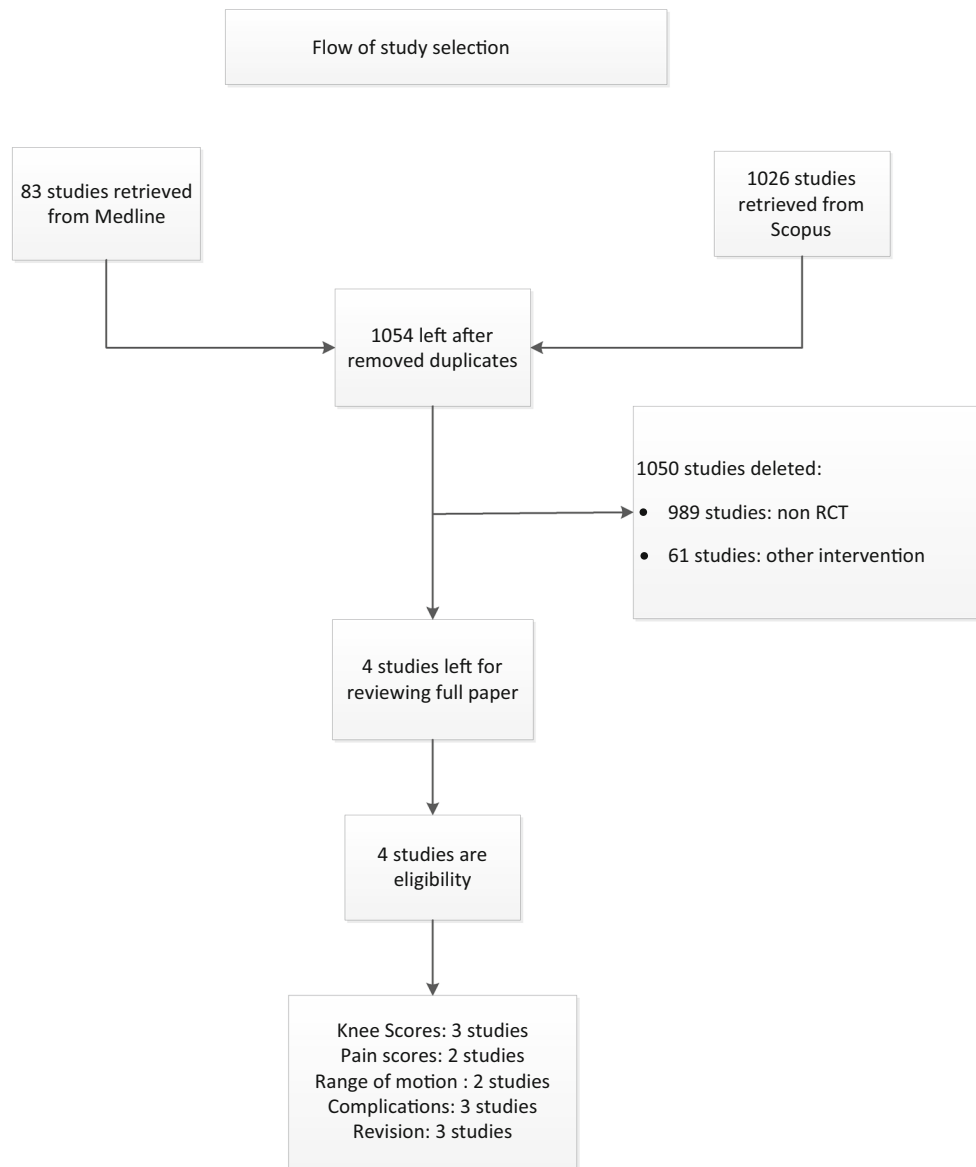 Flow of study selection
83 studies retrieved
from Medline
1026 studies
retrieved from
Scopus
1054 left after
removed duplicates
1050 studies deleted:
• 989 studies: non RCT
• 61 studies: other intervention
4 studies left for
reviewing full paper
4 studies are
eligibility
Knee Scores: 3 studies
Pain scores: 2 studies
Range of motion : 2 studies
Complications: 3 studies
Revision: 3 studies